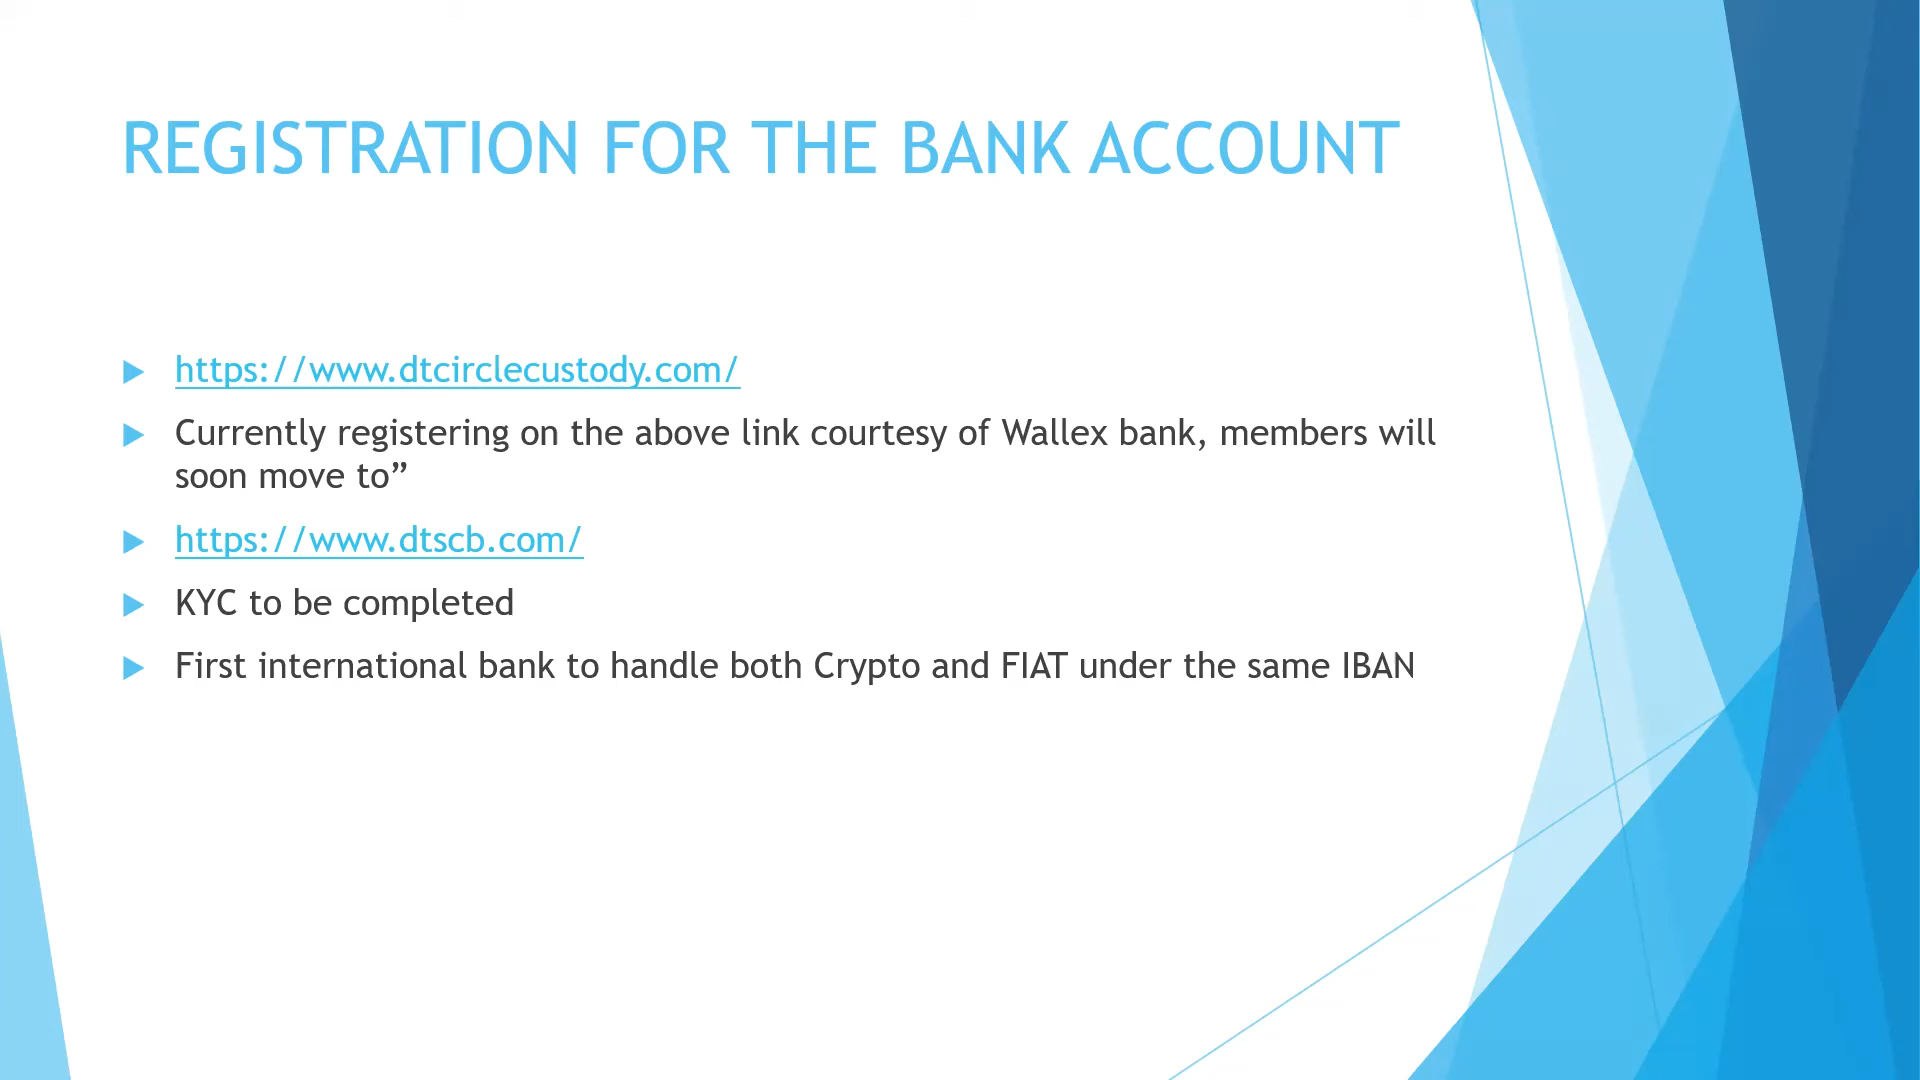 REGISTRATION FOR THE BANK ACCOUNT
https://www.dtcirclecustody.com/
Currently registering on the above link courtesy of Wallex bank, members will
soon move to”
https://www.dtscb.com/
KYC to be completed
First international bank to handle both Crypto and FIAT under the same IBAN